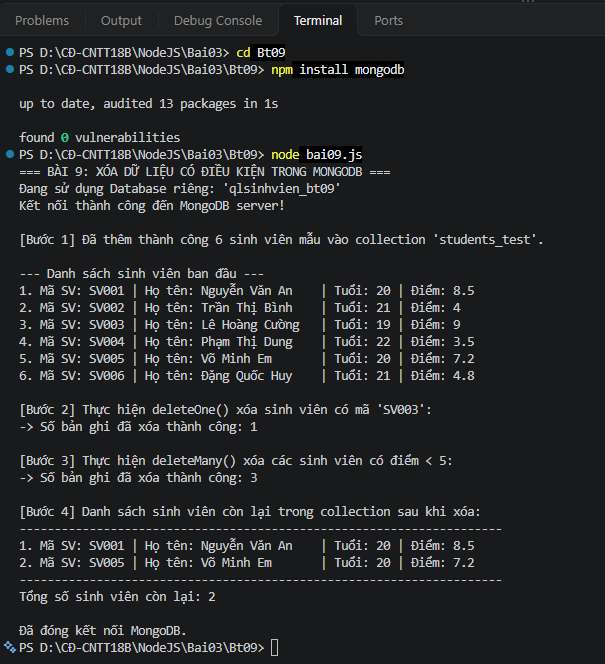 Problems Output Debug Console Terminal Ports
PS D:\CĐ-CNTT18B\NodeJS\Bai03> cd Bt09
PS D:\CĐ-CNTT18B\NodeJS\Bai03\Bt09> npm install mongodb
up to date, audited 13 packages in 1s
found 0 vulnerabilities
PS D:\CĐ-CNTT18B\NodeJS\Bai03\Bt09> node bai09.js
=== BÀI 9: XÓA DỮ LIỆU CÓ ĐIỀU KIỆN TRONG MONGODB ===
Đang sử dụng Database riêng: 'qlsinhvien_bt09'
Kết nối thành công đến MongoDB server!
[Bước 1] Đã thêm thành công 6 sinh viên mẫu vào collection 'students_test'.
--- Danh sách sinh viên ban đầu ---
1. Mã SV: SV001 | Họ tên: Nguyễn Văn An    | Tuổi: 20 | Điểm: 8.5
2. Mã SV: SV002 | Họ tên: Trần Thị Bình    | Tuổi: 21 | Điểm: 4
3. Mã SV: SV003 | Họ tên: Lê Hoàng Cường   | Tuổi: 19 | Điểm: 9
4. Mã SV: SV004 | Họ tên: Phạm Thị Dung    | Tuổi: 22 | Điểm: 3.5
5. Mã SV: SV005 | Họ tên: Võ Minh Em       | Tuổi: 20 | Điểm: 7.2
6. Mã SV: SV006 | Họ tên: Đặng Quốc Huy    | Tuổi: 21 | Điểm: 4.8
[Bước 2] Thực hiện deleteOne() xóa sinh viên có mã 'SV003':
-> Số bản ghi đã xóa thành công: 1
[Bước 3] Thực hiện deleteMany() xóa các sinh viên có điểm < 5:
-> Số bản ghi đã xóa thành công: 3
[Bước 4] Danh sách sinh viên còn lại trong collection sau khi xóa:
---------------------------------------------------------------------
1. Mã SV: SV001 | Họ tên: Nguyễn Văn An    | Tuổi: 20 | Điểm: 8.5
2. Mã SV: SV005 | Họ tên: Võ Minh Em       | Tuổi: 20 | Điểm: 7.2
---------------------------------------------------------------------
Tổng số sinh viên còn lại: 2
Đã đóng kết nối MongoDB.
PS D:\CĐ-CNTT18B\NodeJS\Bai03\Bt09>